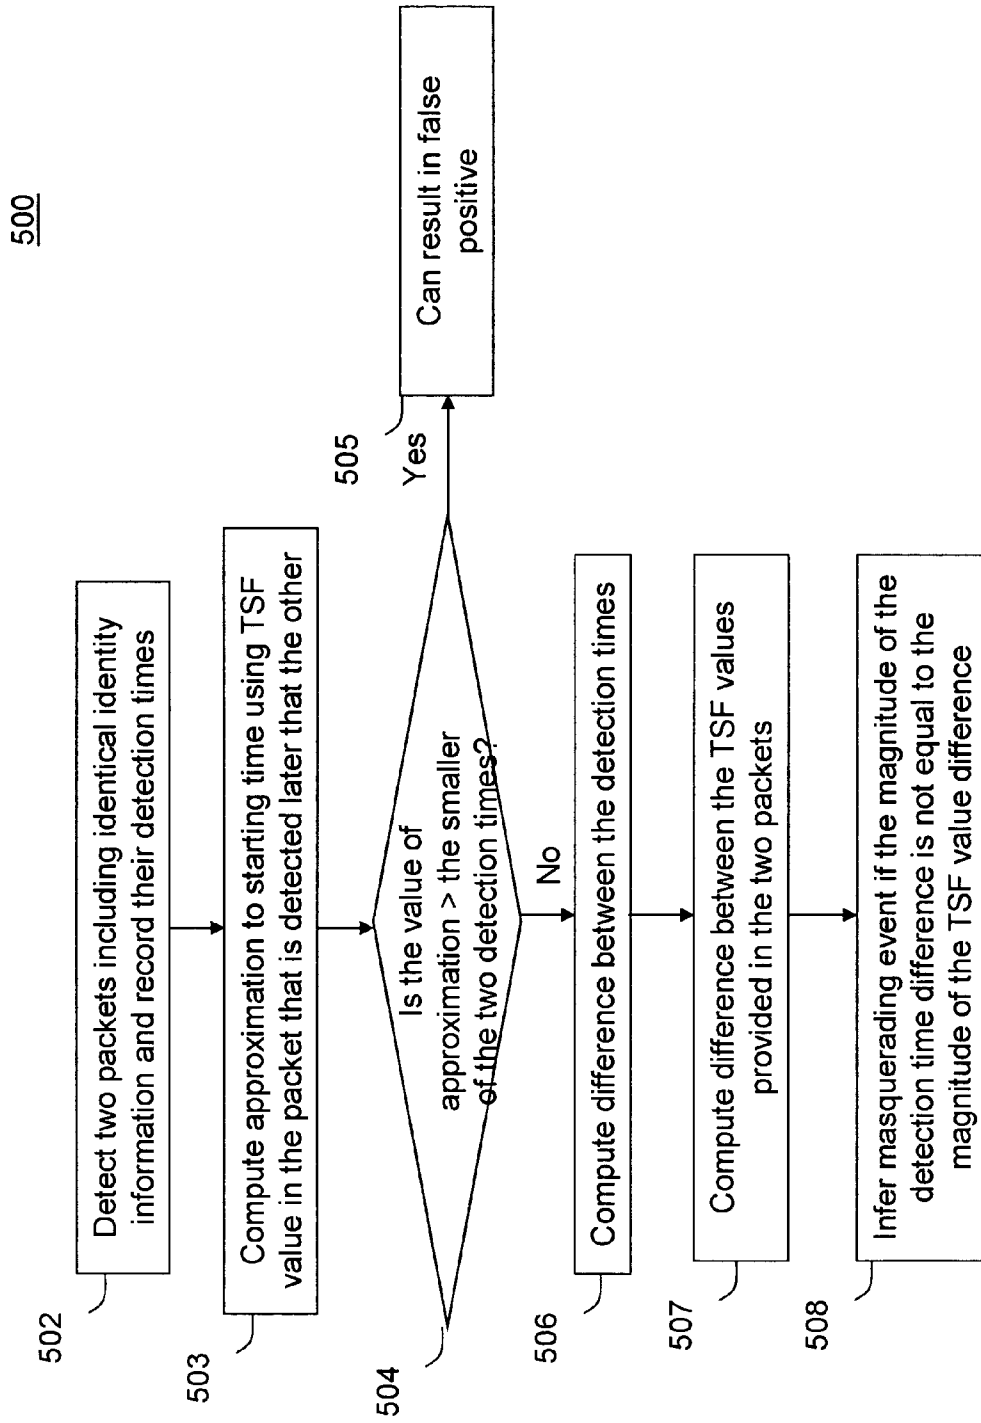 500
502
Detect two packets including identical identity
information and record their detection times
503
Compute approximation to starting time using TSF
value in the packet that is detected later that the other
504
Is the value of
approximation > the smaller
of the two detection times?
Yes
505
Can result in false
positive
No
506
Compute difference between the detection times
507
Compute difference between the TSF values
provided in the two packets
508
Infer masquerading event if the magnitude of the
detection time difference is not equal to the
magnitude of the TSF value difference